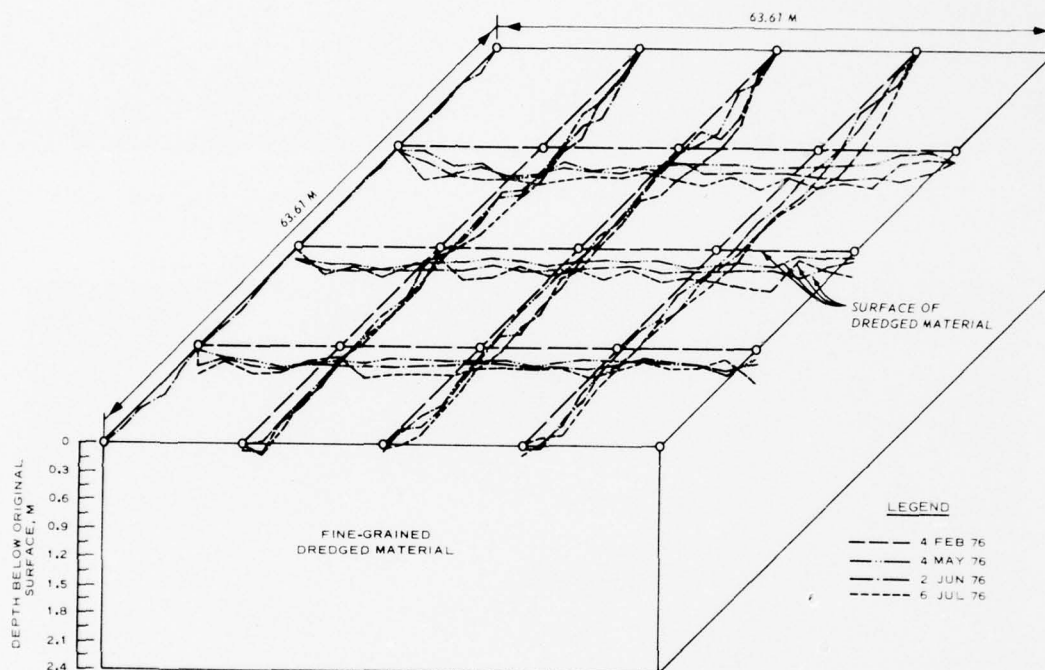 63.61 M
63.61 M
SURFACE OF
DREDGED MATERIAL
0
0.3
0.6
0.9
1.2
1.5
1.8
2.1
2.4
DEPTH BELOW ORIGINAL
SURFACE, M
FINE-GRAINED
DREDGED MATERIAL
LEGEND
4 FEB 76
4 MAY 76
2 JUN 76
6 JUL 76